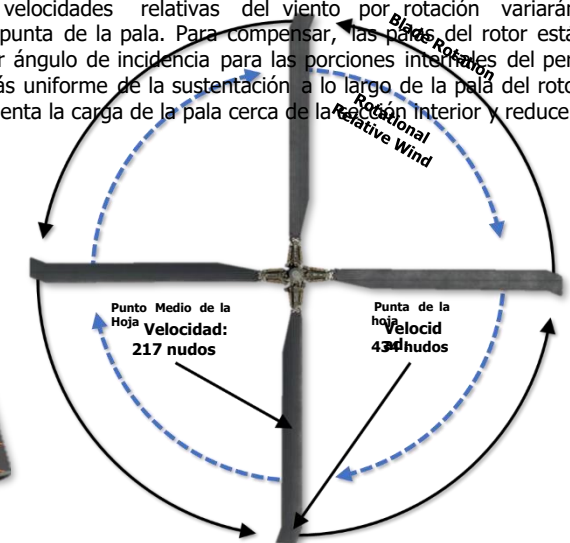 velocidades relativas del viento por rotación variarán
punta de la pala. Para compensar, las palas del rotor está
r ángulo de incidencia para las porciones internales del per
ás uniforme de la sustentación a lo largo de la pala del roto
enta la carga de la pala cerca de la sección interior y reduce
Blade Rotation
Rotational
Relative Wind
Punto Medio de la
Hoja
Velocidad:
217 nudos
Punta de la
hoja
Velocid
ad:
434 nudos